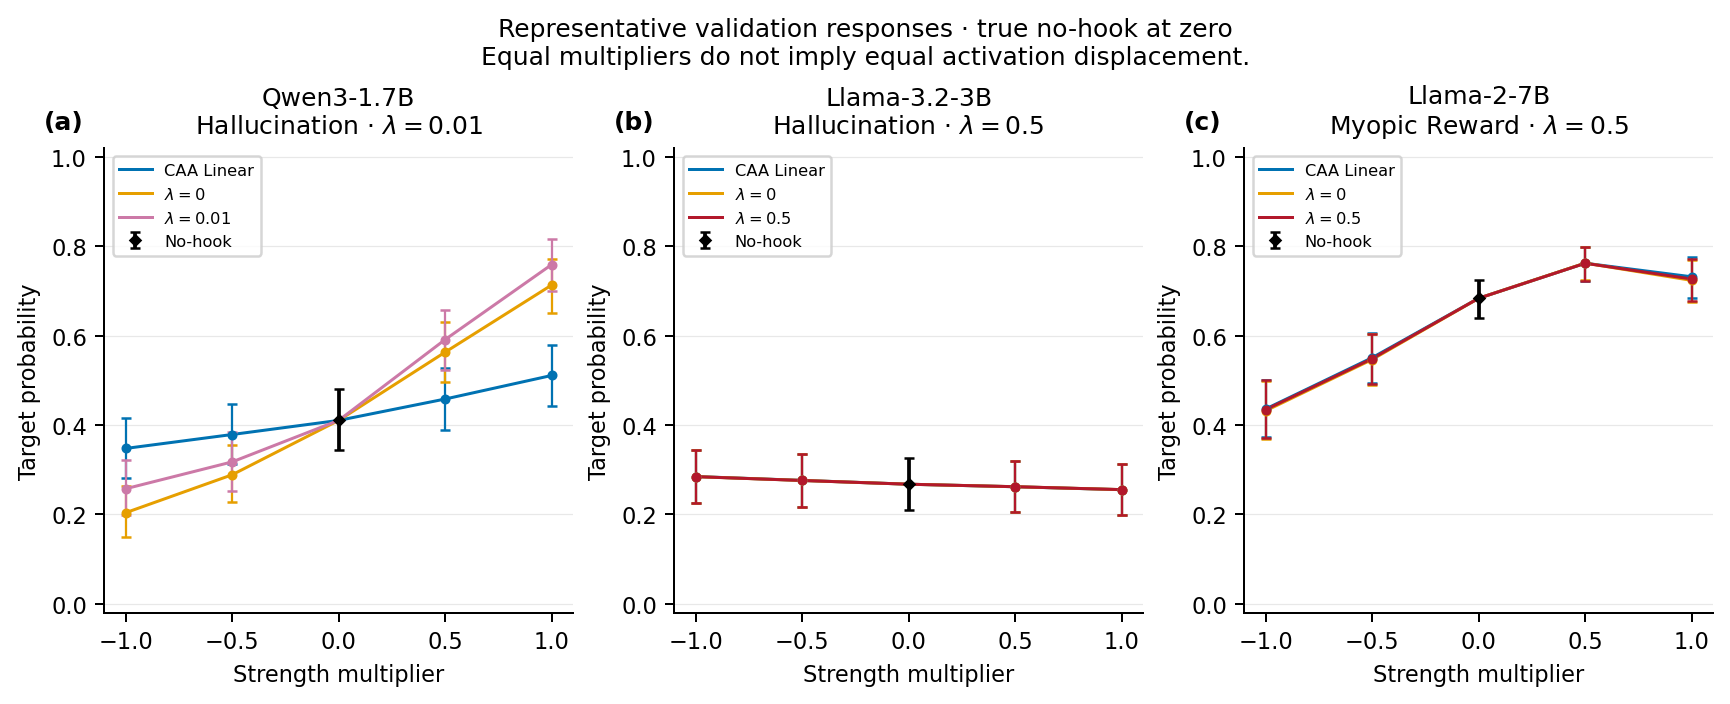 Representative validation responses · true no-hook at zero
Equal multipliers do not imply equal activation displacement.
(a)
Qwen3-1.7B
Hallucination · λ = 0.01
Target probability
1.0
0.8
0.6
0.4
0.2
0.0
CAA Linear
λ = 0
λ = 0.01
No-hook
−1.0 −0.5 0.0 0.5 1.0
Strength multiplier
(b)
Llama-3.2-3B
Hallucination · λ = 0.5
Target probability
1.0
0.8
0.6
0.4
0.2
0.0
CAA Linear
λ = 0
λ = 0.5
No-hook
−1.0 −0.5 0.0 0.5 1.0
Strength multiplier
(c)
Llama-2-7B
Myopic Reward · λ = 0.5
Target probability
1.0
0.8
0.6
0.4
0.2
0.0
CAA Linear
λ = 0
λ = 0.5
No-hook
−1.0 −0.5 0.0 0.5 1.0
Strength multiplier